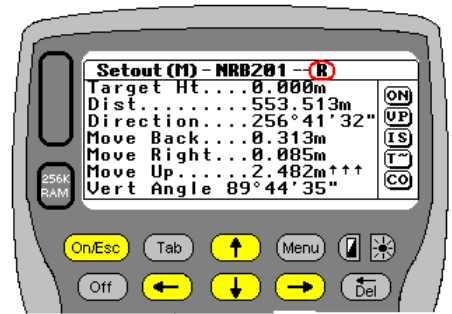 Setout (M) - NRB201 -- R
Target Ht....0.000m
Dist.........553.513m
Direction....256°41'32"
Move Back....0.313m
Move Right...0.085m
Move Up......2.482m↑↑↑
Vert Angle 89°44'35"
ON
UP
IS
T~
CO
256K
RAM
On/Esc
Tab
Menu
Off
Del